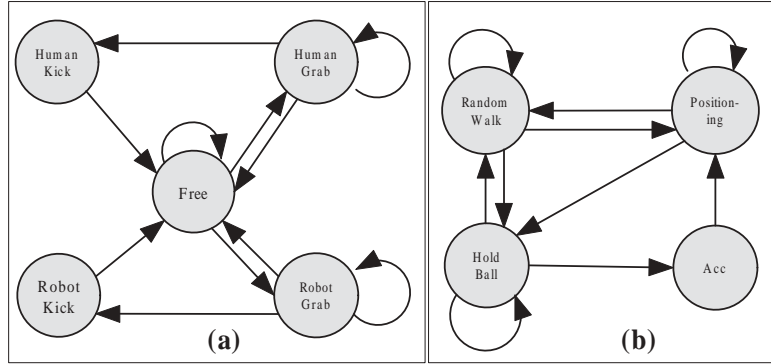 Human
Kick
Human
Grab
Free
Robot
Kick
Robot
Grab
(a)
Random
Walk
Position-
ing
Hold
Ball
Acc
(b)